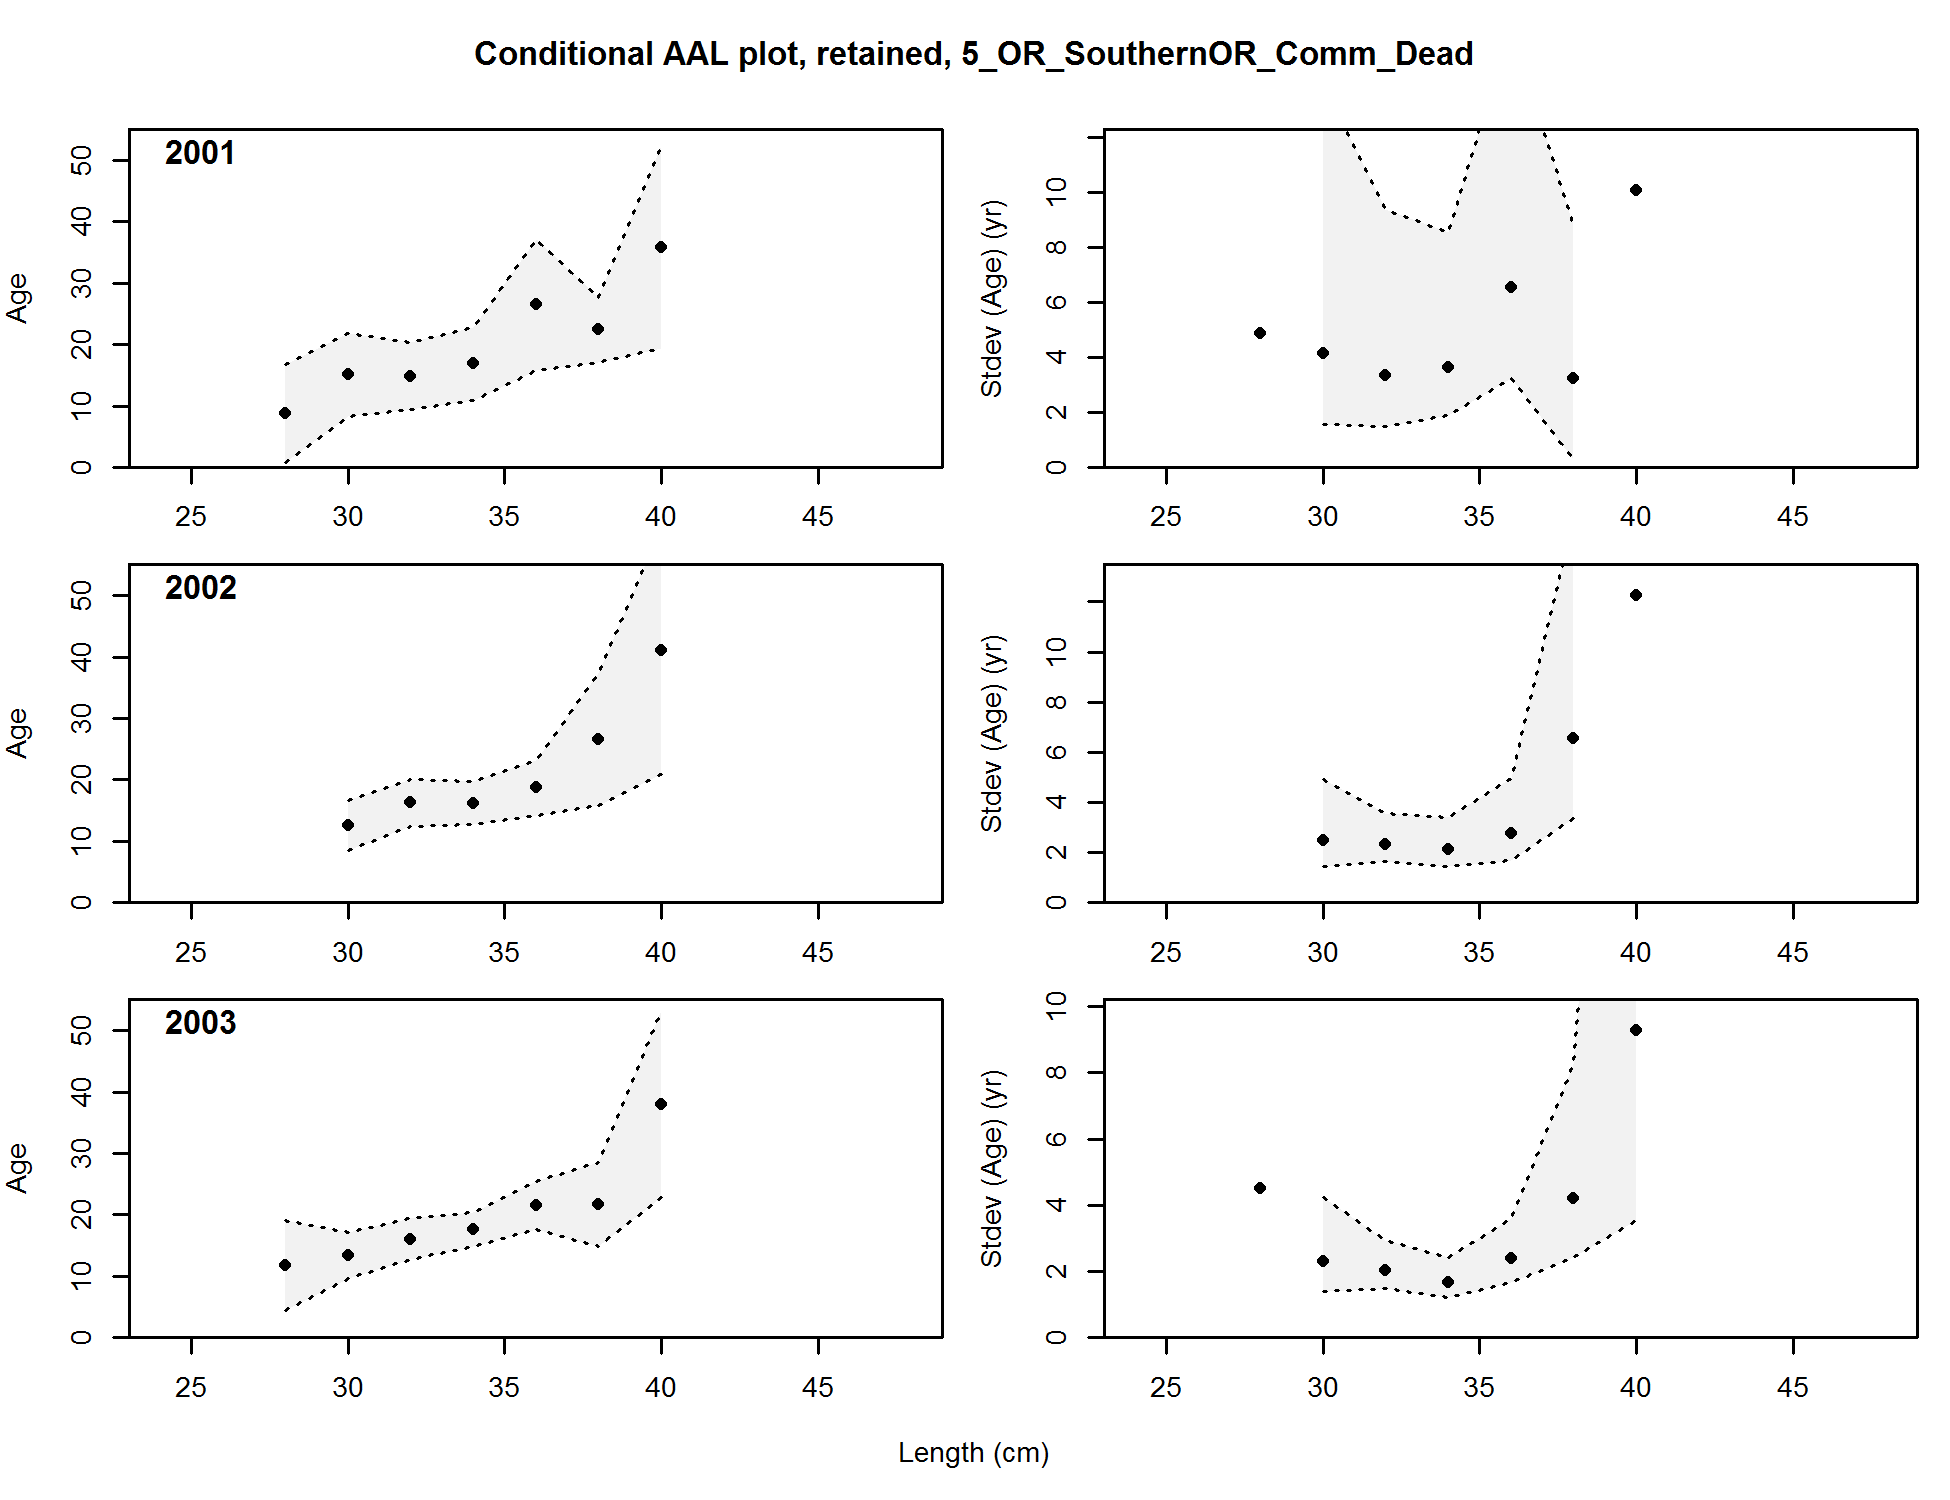 Conditional AAL plot, retained, 5_OR_SouthernOR_Comm_Dead
2001
Age
0 10 20 30 40 50
25 30 35 40 45
Stdev (Age) (yr)
0 2 4 6 8 10
25 30 35 40 45
2002
Age
0 10 20 30 40 50
25 30 35 40 45
Stdev (Age) (yr)
0 2 4 6 8 10
25 30 35 40 45
2003
Age
0 10 20 30 40 50
25 30 35 40 45
Stdev (Age) (yr)
0 2 4 6 8 10
25 30 35 40 45
Length (cm)